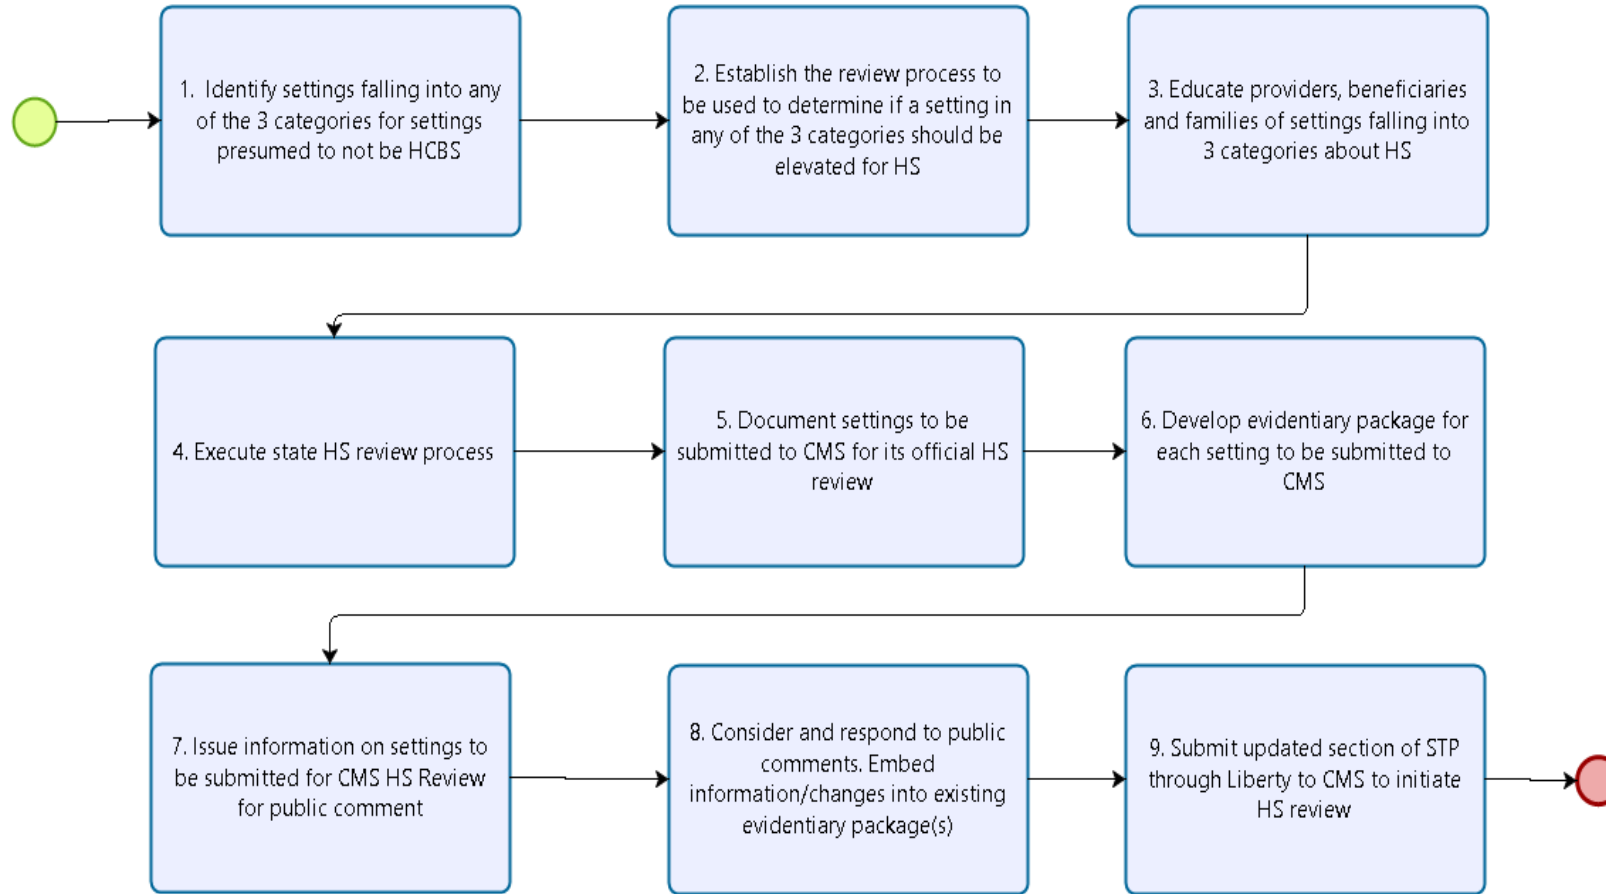 1. Identify settings falling into any
of the 3 categories for settings
presumed to not be HCBS
2. Establish the review process to
be used to determine if a setting in
any of the 3 categories should be
elevated for HS
3. Educate providers, beneficiaries
and families of settings falling into
3 categories about HS
4. Execute state HS review process
5. Document settings to be
submitted to CMS for its official HS
review
6. Develop evidentiary package for
each setting to be submitted to
CMS
7. Issue information on settings to
be submitted for CMS HS Review
for public comment
8. Consider and respond to public
comments. Embed
information/changes into existing
evidentiary package(s)
9. Submit updated section of STP
through Liberty to CMS to initiate
HS review